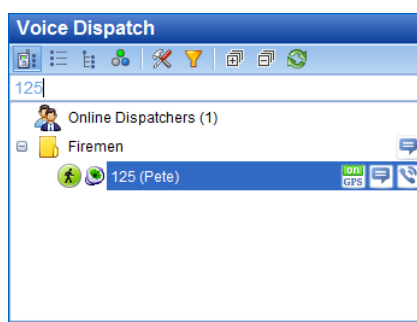 Voice Dispatch
125
Online Dispatchers (1)
Firemen
125 (Pete)
on
GPS